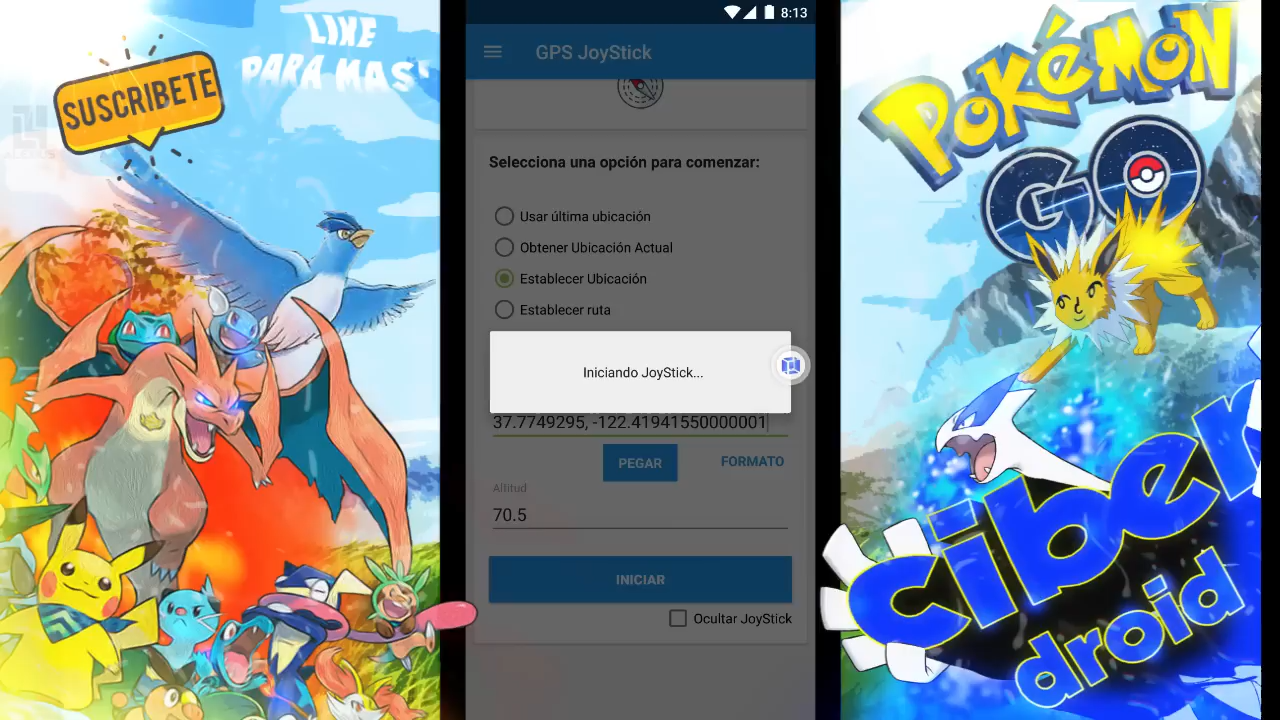 LIKE
PARA MAS
SUSCRIBETE
8:13
GPS JoyStick
Selecciona una opción para comenzar:
Usar última ubicación
Obtener Ubicación Actual
Establecer Ubicación
Establecer ruta
Iniciando JoyStick...
37.7749295, -122.41941550000001
PEGAR
FORMATO
Altitud
70.5
INICIAR
Ocultar JoyStick
POKéMON
GO
Ciber
droid